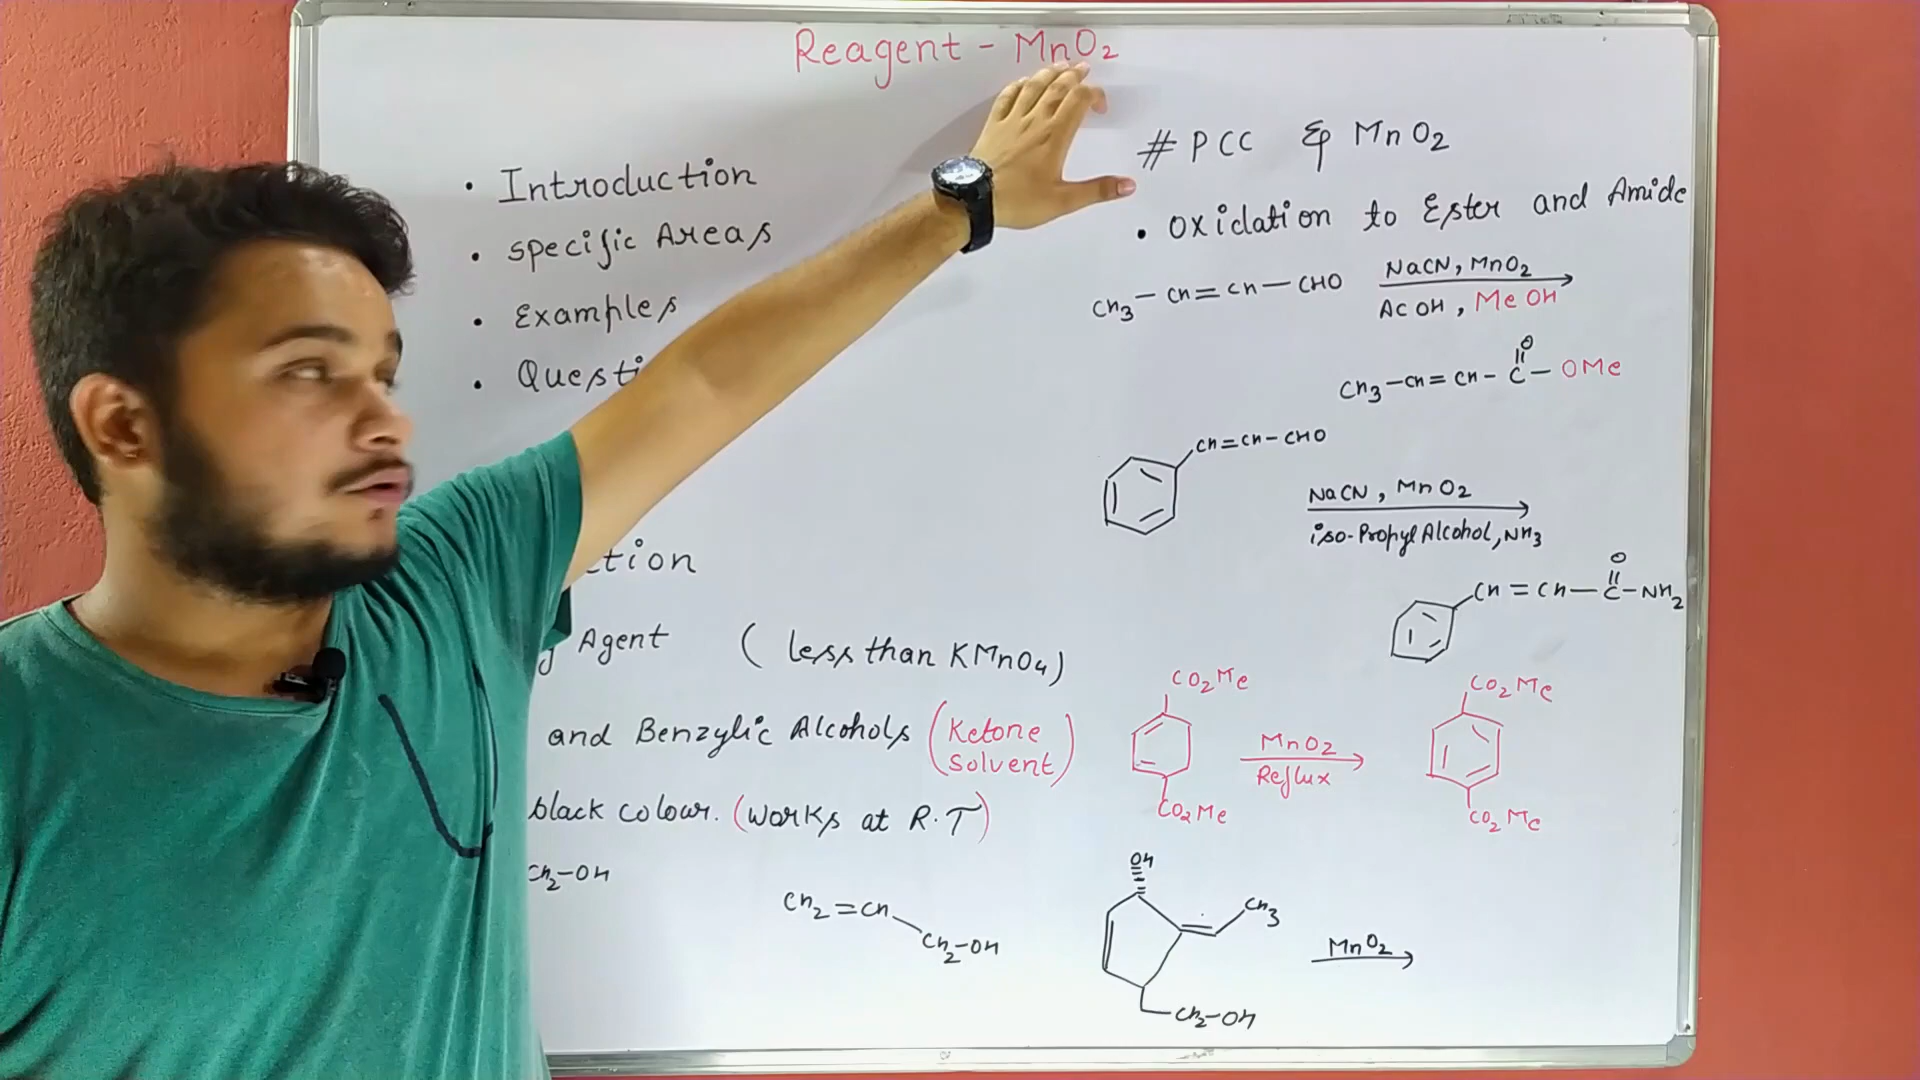 Reagent - MnO2
• Introduction
• Specific Areas
• Examples
• Questi
ction
g Agent ( less than KMnO4)
and Benzylic Alcohols (Ketone solvent)
black colour. (works at R.T)
CH2-OH
CH2=CH
CH2-OH
# PCC & MnO2
• Oxidation to Ester and Amide
CH3-CH=CH-CHO NaCN, MnO2
AcOH, MeOH
O
CH3-CH=CH-C-OMe
CH=CH-CHO
NaCN, MnO2
iso-Propyl Alcohol, NH3
O
CH=CH-C-NH2
CO2Me CO2Me
MnO2
Reflux
CO2Me CO2Me
OH
CH3
MnO2
CH2-OH